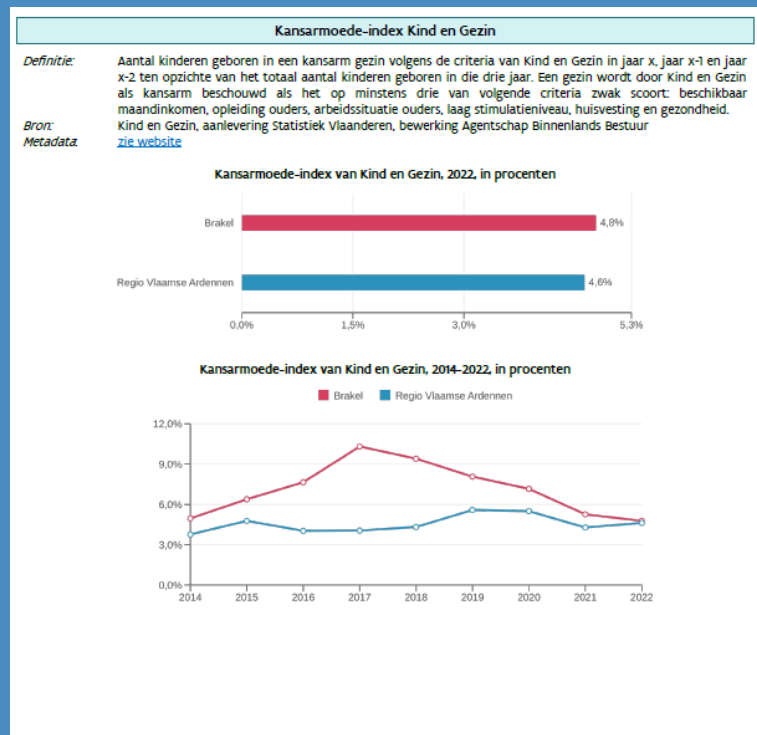 Kansarmoede-index Kind en Gezin
Definitie: Aantal kinderen geboren in een kansarm gezin volgens de criteria van Kind en Gezin in jaar x, jaar x-1 en jaar
x-2 ten opzichte van het totaal aantal kinderen geboren in die drie jaar. Een gezin wordt door Kind en Gezin
als kansarm beschouwd als het op minstens drie van volgende criteria zwak scoort: beschikbaar
maandinkomen, opleiding ouders, arbeidssituatie ouders, laag stimulatieniveau, huisvesting en gezondheid.
Bron: Kind en Gezin, aanlevering Statistiek Vlaanderen, bewerking Agentschap Binnenlands Bestuur
Metadata: zie website
Kansarmoede-index van Kind en Gezin, 2022, in procenten
Brakel 4,8%
Regio Vlaamse Ardennen 4,6%
0,0% 1,5% 3,0% 5,3%
Kansarmoede-index van Kind en Gezin, 2014-2022, in procenten
Brakel Regio Vlaamse Ardennen
12,0%
9,0%
6,0%
3,0%
0,0%
2014 2015 2016 2017 2018 2019 2020 2021 2022